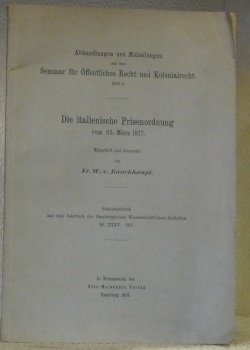 Abhandlungen und Mitteilungen
aus dem
Seminar für Öffentliches Recht und Kolonialrecht.
Heft
Die italienische Prisenordnung
vom 25. März 1917.
Mitgeteilt und übersetzt
von
Fr. W. v. Rauchhaupt.
Sonderabdruck
aus dem Jahrbuch der Hamburgischen Wissenschaftlichen Anstalten
Bd. XXXV. 1917
In Kommission bei
Otto Meissners Verlag
Hamburg 1918